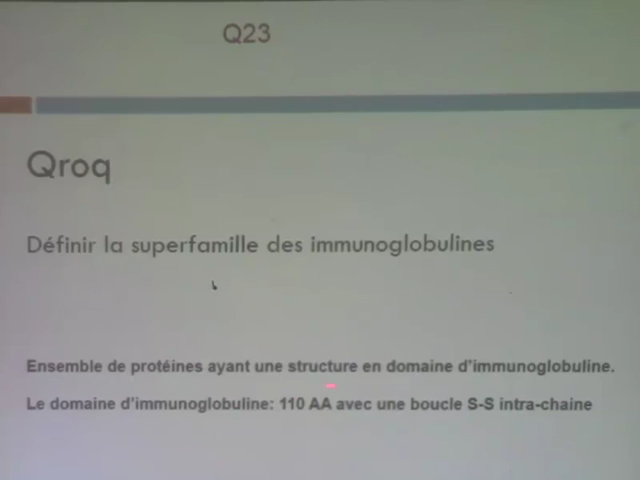 Q23
Qroq
Définir la superfamille des immunoglobulines
Ensemble de protéines ayant une structure en domaine d'immunoglobuline.
Le domaine d'immunoglobuline: 110 AA avec une boucle S-S intra-chaine